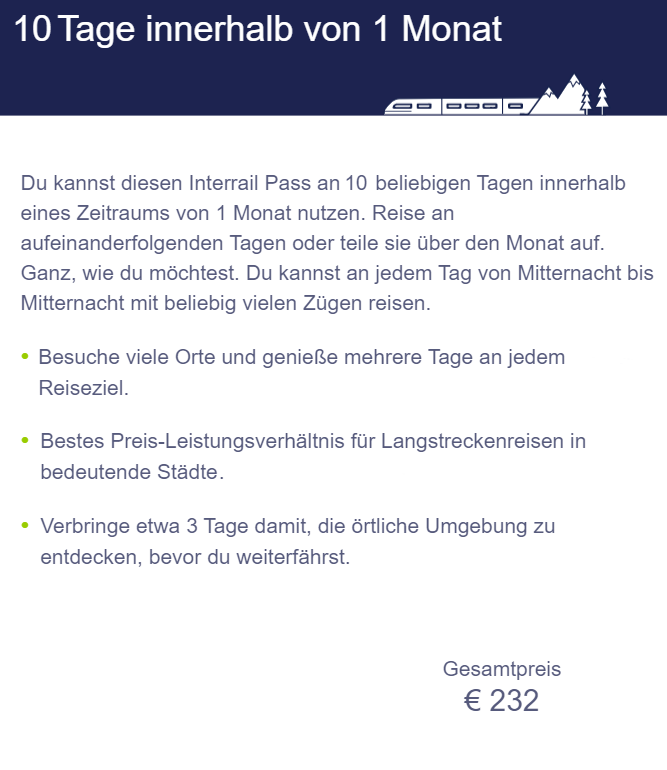 10 Tage innerhalb von 1 Monat
Du kannst diesen Interrail Pass an 10 beliebigen Tagen innerhalb
eines Zeitraums von 1 Monat nutzen. Reise an
aufeinanderfolgenden Tagen oder teile sie über den Monat auf.
Ganz, wie du möchtest. Du kannst an jedem Tag von Mitternacht bis
Mitternacht mit beliebig vielen Zügen reisen.
• Besuche viele Orte und genieße mehrere Tage an jedem
Reiseziel.
• Bestes Preis-Leistungsverhältnis für Langstreckenreisen in
bedeutende Städte.
• Verbringe etwa 3 Tage damit, die örtliche Umgebung zu
entdecken, bevor du weiterfährst.
Gesamtpreis
€ 232